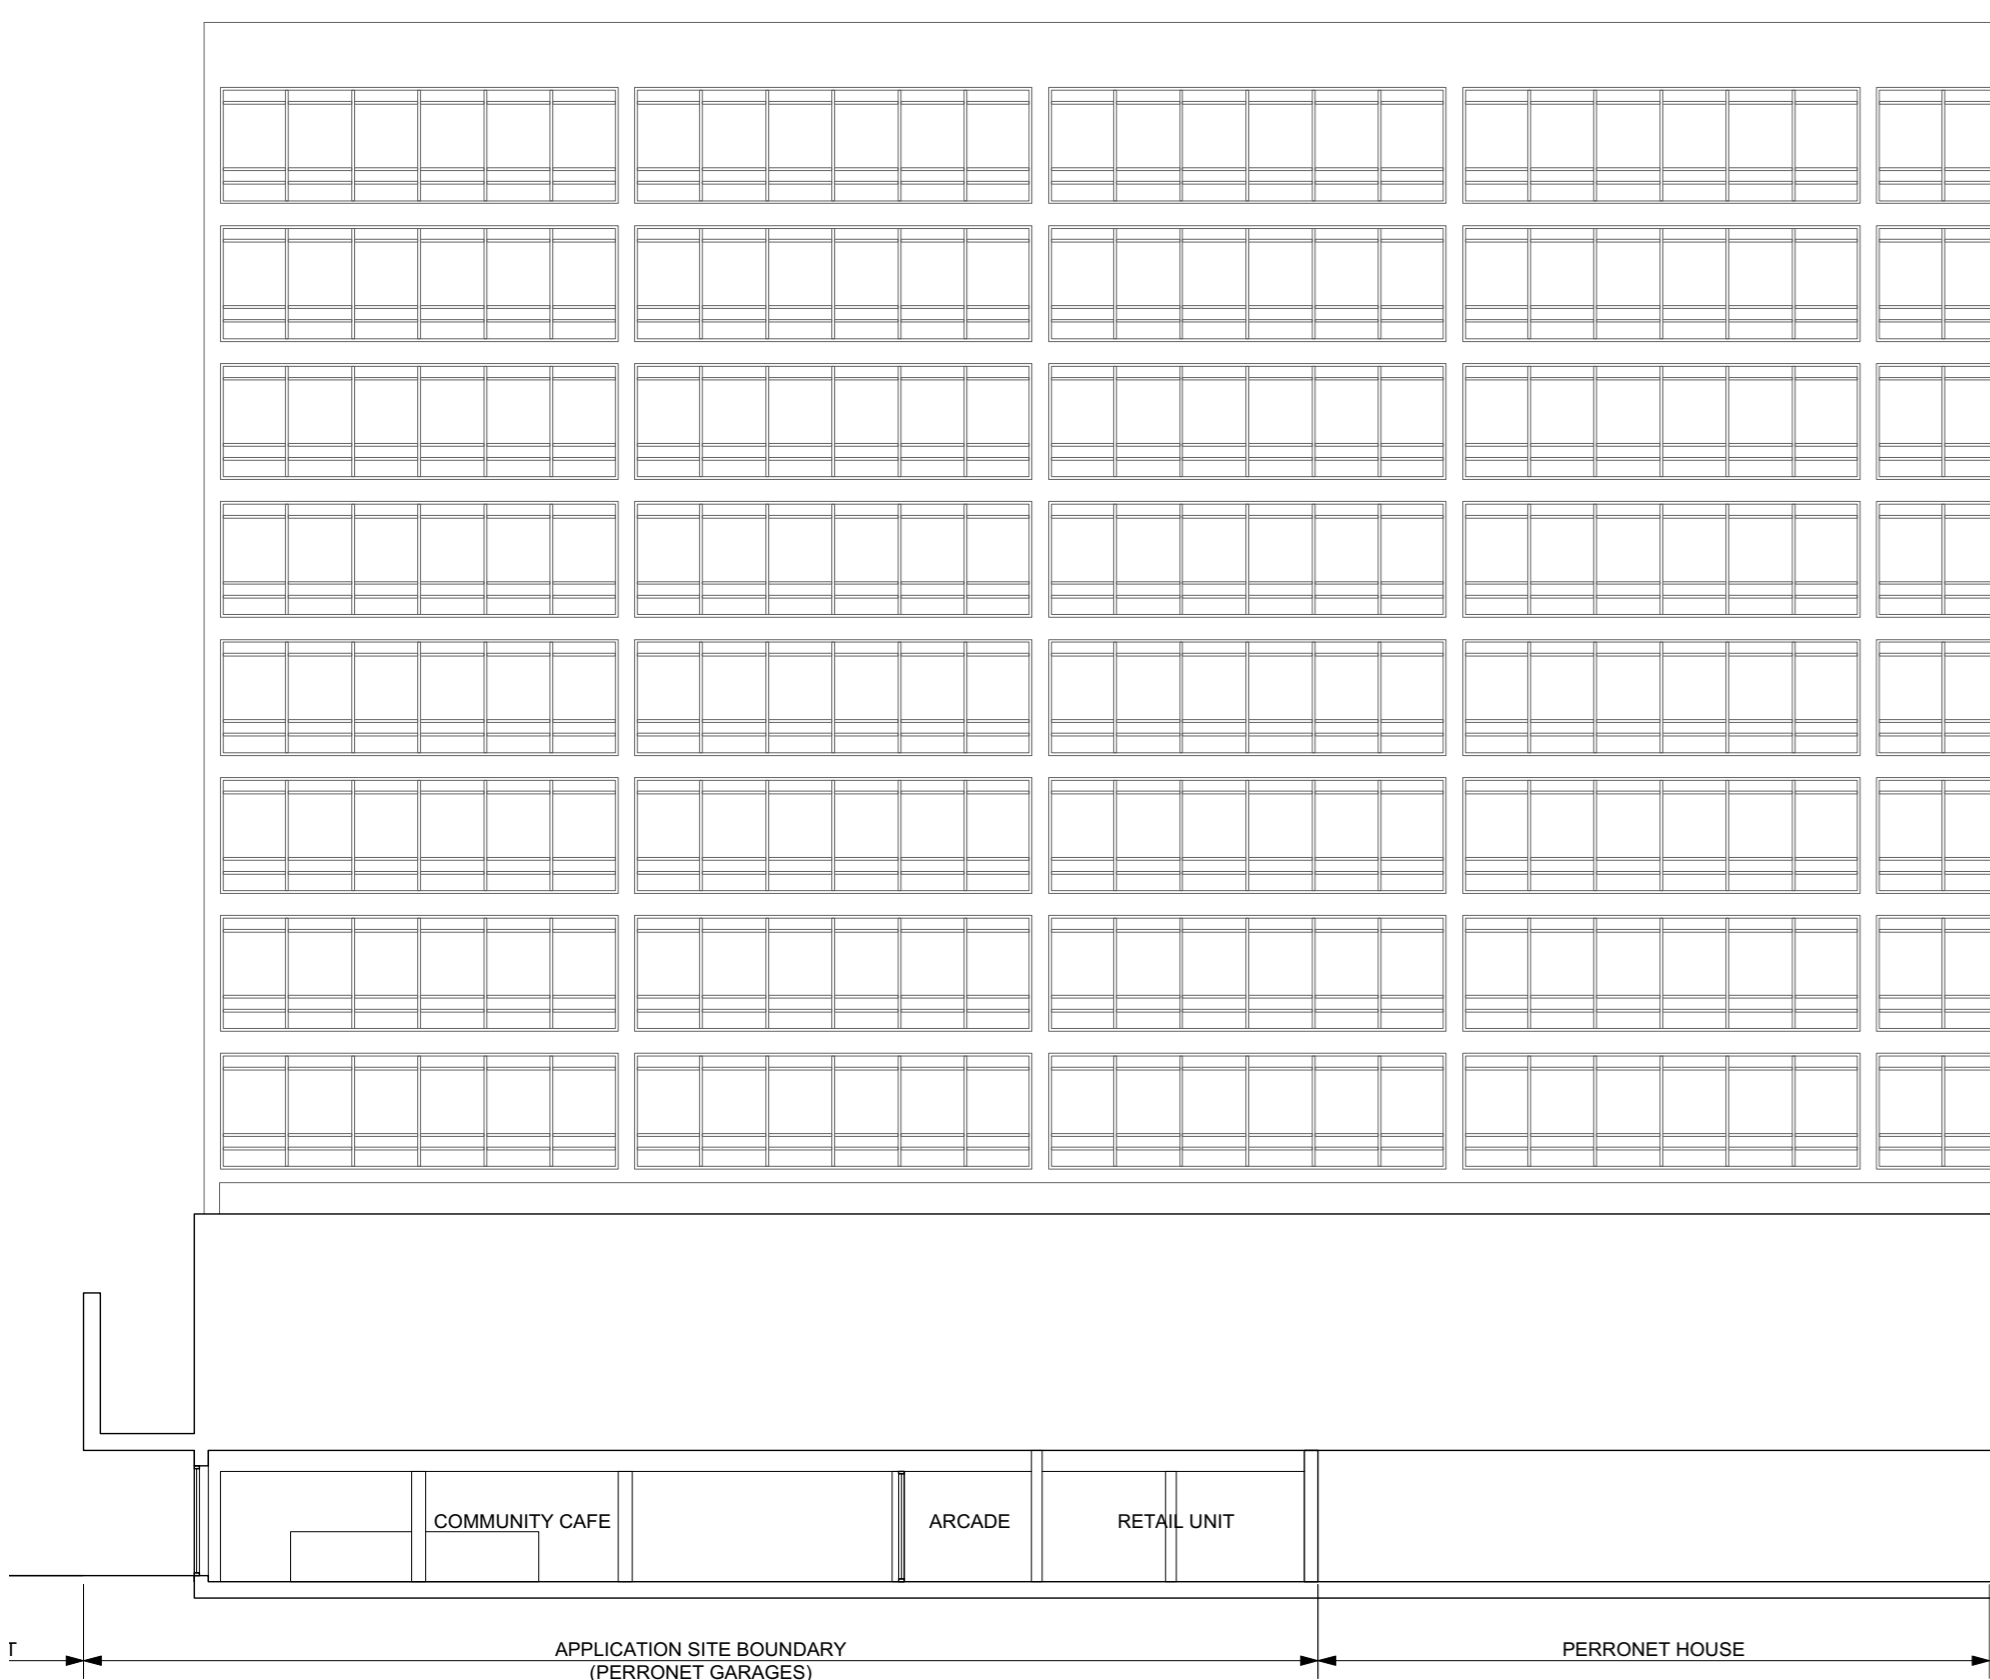 COMMUNITY CAFE
ARCADE
RETAIL UNIT
T
APPLICATION SITE BOUNDARY
(PERRONET GARAGES)
PERRONET HOUSE